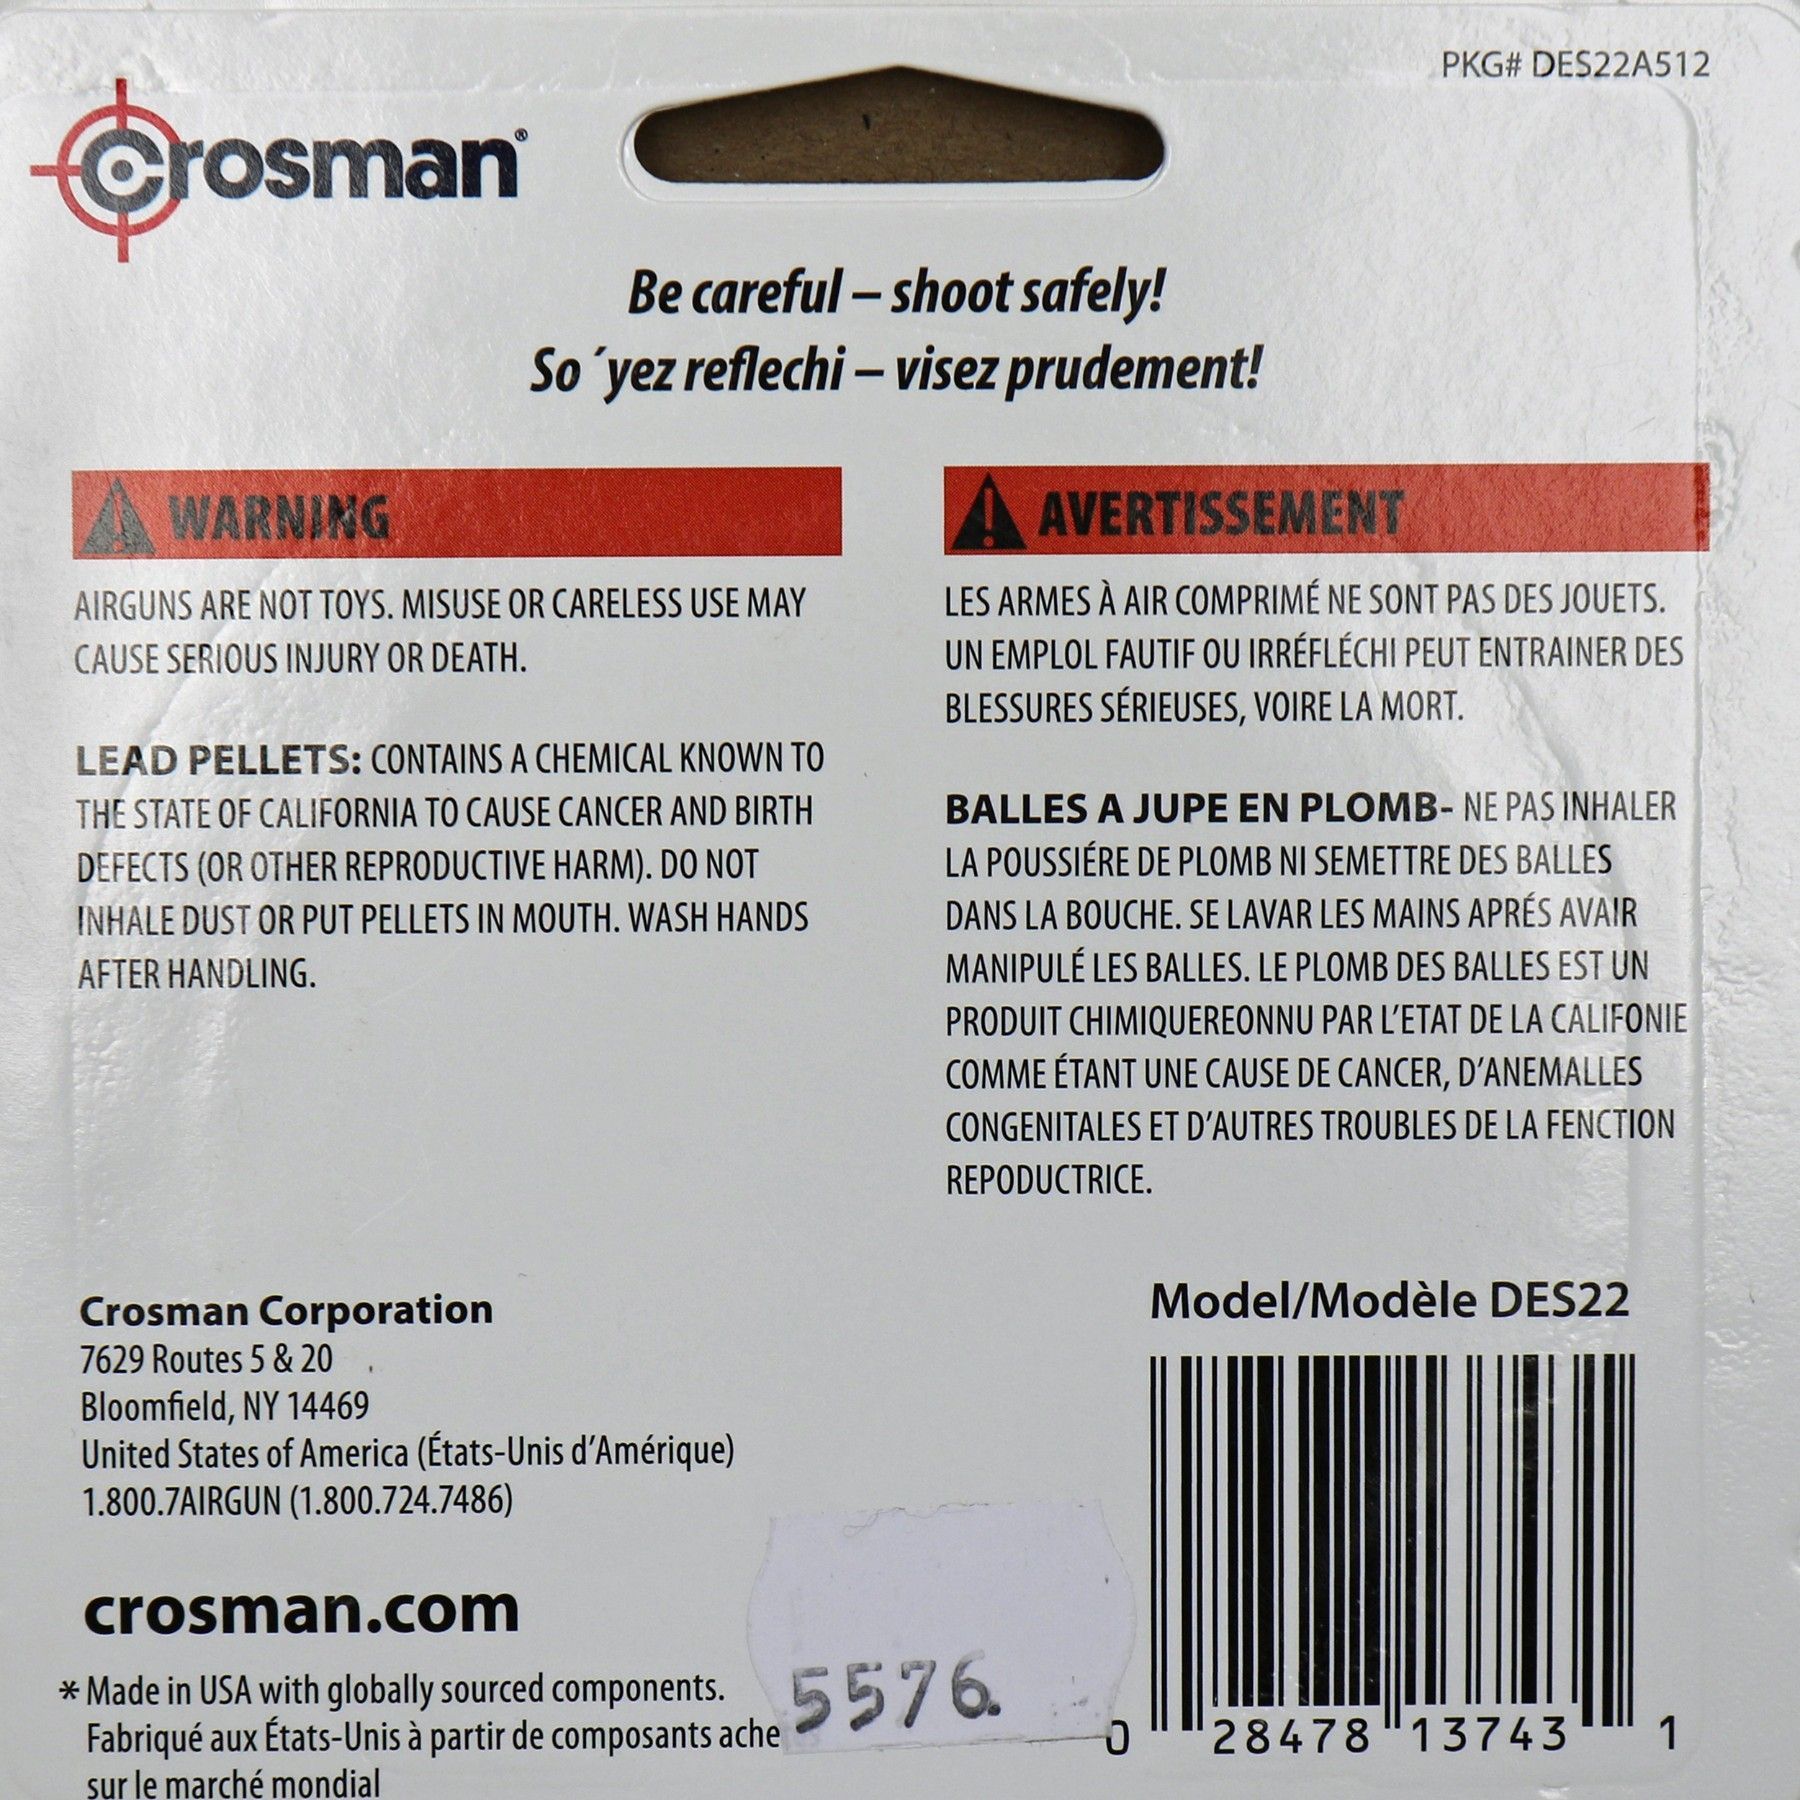 PKG# DES22A512
Crosman®
Be careful – shoot safely!
So ´yez reflechi – visez prudement!
WARNING
AIRGUNS ARE NOT TOYS. MISUSE OR CARELESS USE MAY
CAUSE SERIOUS INJURY OR DEATH.
LEAD PELLETS: CONTAINS A CHEMICAL KNOWN TO
THE STATE OF CALIFORNIA TO CAUSE CANCER AND BIRTH
DEFECTS (OR OTHER REPRODUCTIVE HARM). DO NOT
INHALE DUST OR PUT PELLETS IN MOUTH. WASH HANDS
AFTER HANDLING.
AVERTISSEMENT
LES ARMES À AIR COMPRIMÉ NE SONT PAS DES JOUETS.
UN EMPLOL FAUTIF OU IRRÉFLÉCHI PEUT ENTRAINER DES
BLESSURES SÉRIEUSES, VOIRE LA MORT.
BALLES A JUPE EN PLOMB- NE PAS INHALER
LA POUSSIÉRE DE PLOMB NI SEMETTRE DES BALLES
DANS LA BOUCHE. SE LAVAR LES MAINS APRÉS AVAIR
MANIPULÉ LES BALLES. LE PLOMB DES BALLES EST UN
PRODUIT CHIMIQUEREONNU PAR L'ETAT DE LA CALIFONIE
COMME ÉTANT UNE CAUSE DE CANCER, D'ANEMALLES
CONGENITALES ET D'AUTRES TROUBLES DE LA FENCTION
REPODUCTRICE.
Crosman Corporation
7629 Routes 5 & 20
Bloomfield, NY 14469
United States of America (États-Unis d'Amérique)
1.800.7AIRGUN (1.800.724.7486)
crosman.com
* Made in USA with globally sourced components.
Fabriqué aux États-Unis à partir de composants ache
sur le marché mondial
5576.
Model/Modèle DES22
0 28478 13743 1